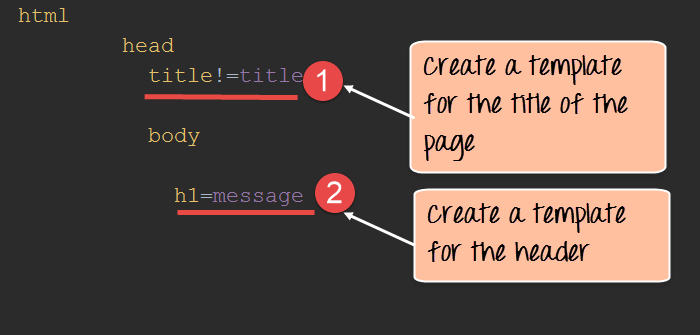 html
head
title!=title
1
Create a template
for the title of the
page
body
h1=message
2
Create a template
for the header